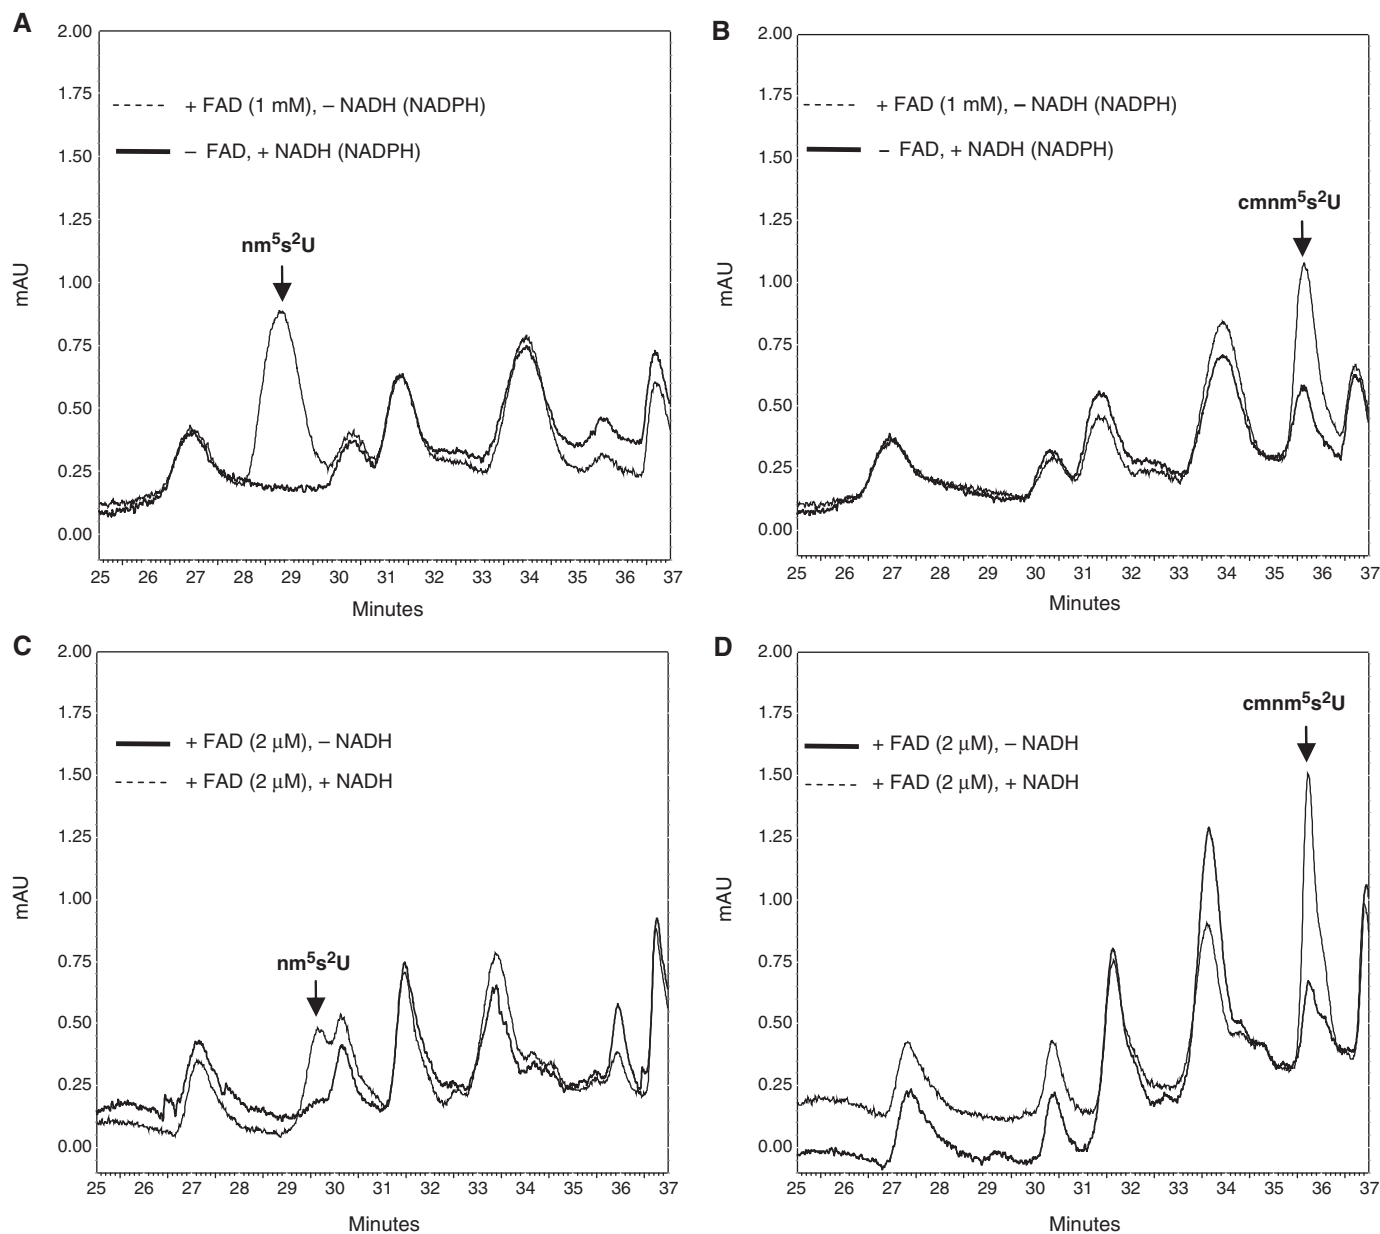 A
2.00
1.75
1.50
1.25
1.00
0.75
0.50
0.25
0.00
mAU
+ FAD (1 mM), – NADH (NADPH)
– FAD, + NADH (NADPH)
nm5s2U
25 26 27 28 29 30 31 32 33 34 35 36 37
Minutes
B
2.00
1.75
1.50
1.25
1.00
0.75
0.50
0.25
0.00
mAU
+ FAD (1 mM), – NADH (NADPH)
– FAD, + NADH (NADPH)
cmnm5s2U
25 26 27 28 29 30 31 32 33 34 35 36 37
Minutes
C
2.00
1.75
1.50
1.25
1.00
0.75
0.50
0.25
0.00
mAU
+ FAD (2 μM), – NADH
+ FAD (2 μM), + NADH
nm5s2U
25 26 27 28 29 30 31 32 33 34 35 36 37
Minutes
D
2.00
1.75
1.50
1.25
1.00
0.75
0.50
0.25
0.00
mAU
+ FAD (2 μM), – NADH
+ FAD (2 μM), + NADH
cmnm5s2U
25 26 27 28 29 30 31 32 33 34 35 36 37
Minutes